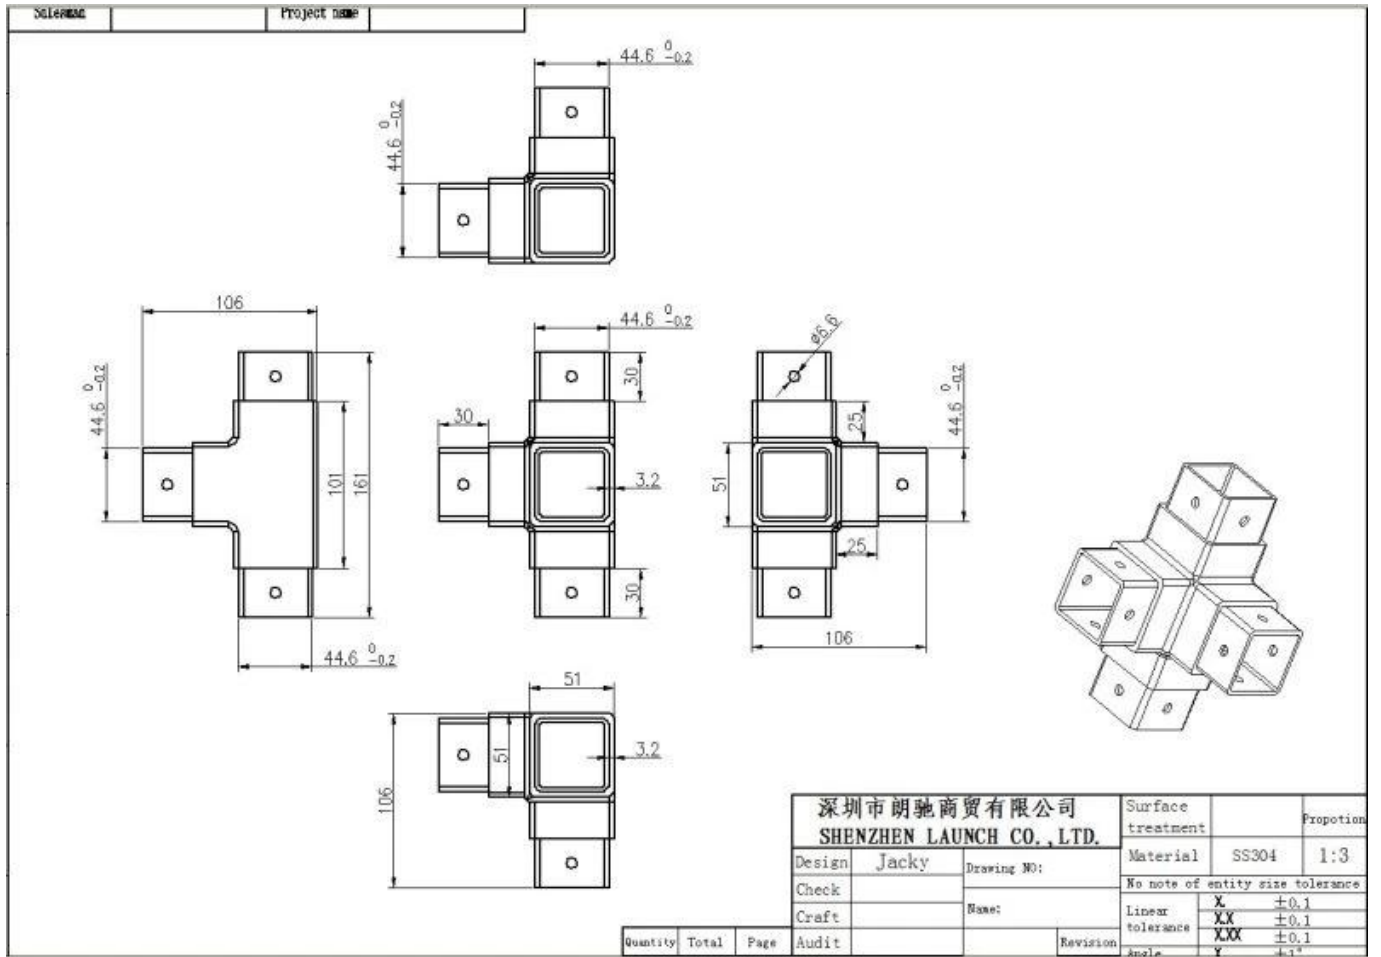 Salesman
Project name
44.6 0 -0.2
44.6 0 -0.2
106
44.6 0 -0.2
ø6.6
44.6 0 -0.2
30
30
25
44.6 0 -0.2
101
161
3.2
51
25
30
106
44.6 0 -0.2
51
51
3.2
106
深圳市朗驰商贸有限公司
SHENZHEN LAUNCH CO.,LTD.
Surface
treatment
Propotion
Design Jacky
Drawing NO:
Material SS304 1:3
Check
No note of entity size tolerance
Craft
Name:
Linear
tolerance
X. ±0.1
X.X ±0.1
X.XX ±0.1
Quantity Total Page Audit Revision
Angle X ±1°